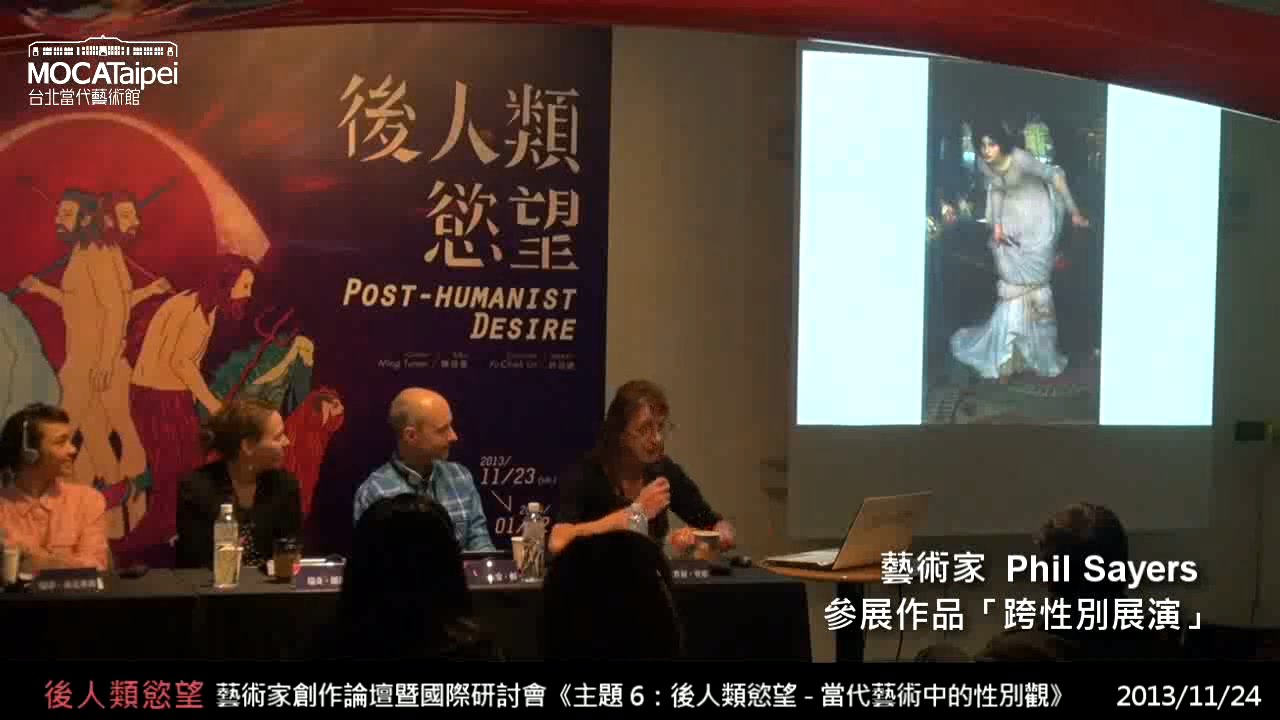 MOCATaipei
台北當代藝術館
後人類
慾望
POST-HUMANIST
DESIRE
2013/
11/23
藝術家 Phil Sayers
參展作品「跨性別展演」
後人類慾望 藝術家創作論壇暨國際研討會《主題 6：後人類慾望 - 當代藝術中的性別觀》 2013/11/24